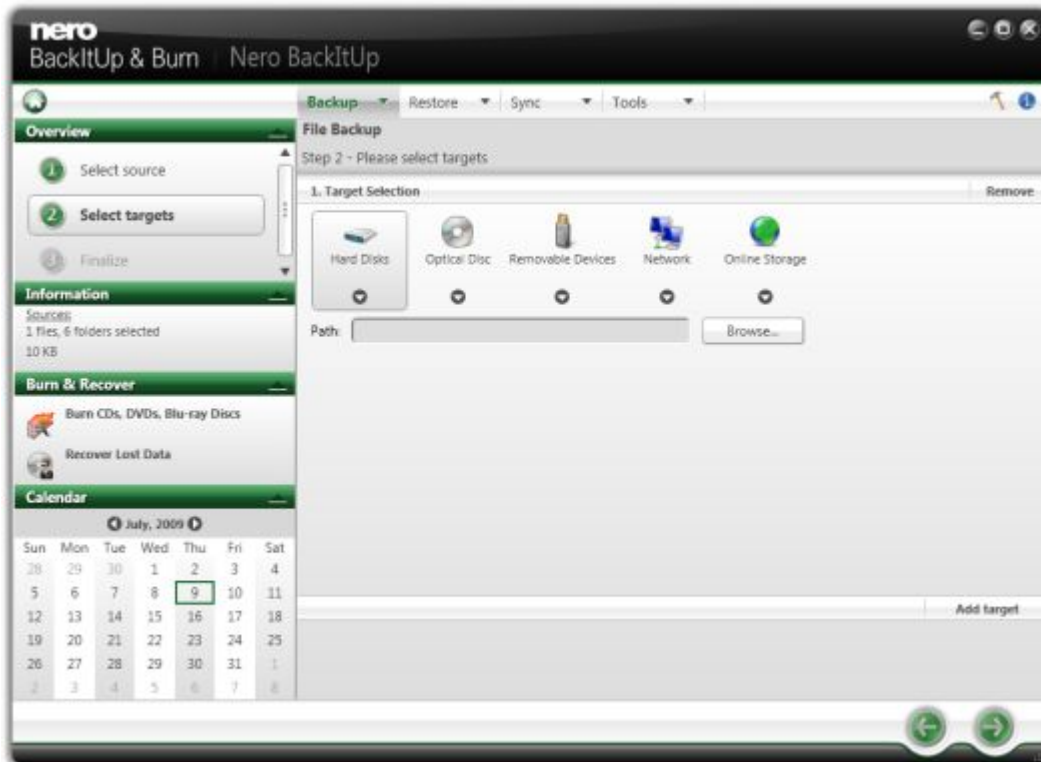 nero
BackItUp & Burn | Nero BackItUp
Backup Restore Sync Tools
Overview
1 Select source
2 Select targets
3 Finalize
Information
Sources:
1 files, 6 folders selected
10 KB
Burn & Recover
Burn CDs, DVDs, Blu-ray Discs
Recover Lost Data
Calendar
July, 2009
Sun Mon Tue Wed Thu Fri Sat
28 29 30 1 2 3 4
5 6 7 8 9 10 11
12 13 14 15 16 17 18
19 20 21 22 23 24 25
26 27 28 29 30 31 1
2 3 4 5 6 7 8
File Backup
Step 2 - Please select targets
1. Target Selection Remove
Hard Disks Optical Disc Removable Devices Network Online Storage
Path: Browse...
Add target